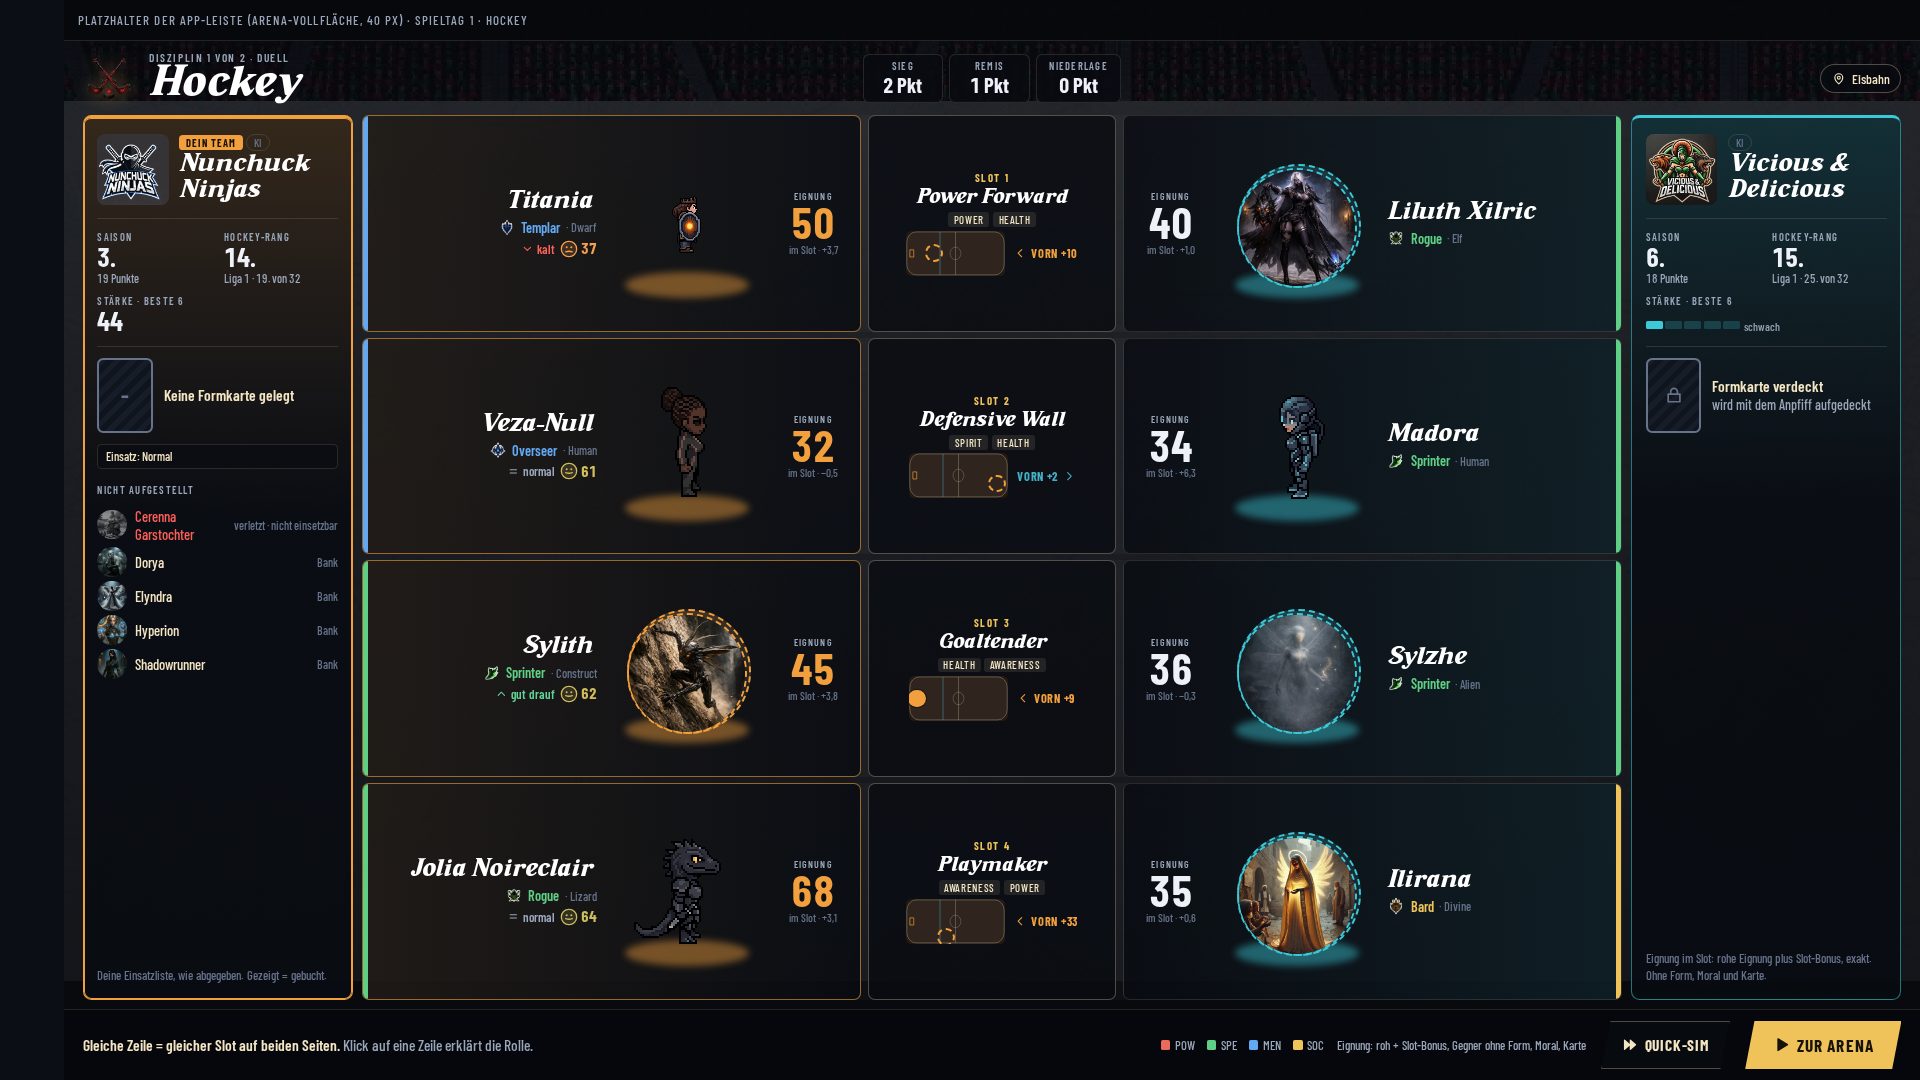 PLATZHALTER DER APP-LEISTE (ARENA-VOLLFLÄCHE, 40 PX) · SPIELTAG 1 · HOCKEY
DISZIPLIN 1 VON 2 · DUELL
Hockey
SIEG
2 Pkt
REMIS
1 Pkt
NIEDERLAGE
0 Pkt
Eisbahn
NUNCHUCK NINJAS
DEIN TEAM
KI
Nunchuck
Ninjas
SAISON
3.
19 Punkte
HOCKEY-RANG
14.
Liga 1 · 19. von 32
STÄRKE · BESTE 6
44
-
Keine Formkarte gelegt
Einsatz: Normal
NICHT AUFGESTELLT
Cerenna
Garstochter
verletzt · nicht einsetzbar
Dorya
Bank
Elyndra
Bank
Hyperion
Bank
Shadowrunner
Bank
Deine Einsatzliste, wie abgegeben. Gezeigt = gebucht.
Titania
Templar · Dwarf
kalt 37
EIGNUNG
50
im Slot · +3,7
SLOT 1
Power Forward
POWER HEALTH
VORN +10
EIGNUNG
40
im Slot · +1,0
Liluth Xilric
Rogue · Elf
Veza-Null
Overseer · Human
= normal 61
EIGNUNG
32
im Slot · −0,5
SLOT 2
Defensive Wall
SPIRIT HEALTH
VORN +2
EIGNUNG
34
im Slot · +6,3
Madora
Sprinter · Human
Sylith
Sprinter · Construct
gut drauf 62
EIGNUNG
45
im Slot · +3,8
SLOT 3
Goaltender
HEALTH AWARENESS
VORN +9
EIGNUNG
36
im Slot · −0,3
Sylzhe
Sprinter · Alien
Jolia Noireclair
Rogue · Lizard
= normal 64
EIGNUNG
68
im Slot · +3,1
SLOT 4
Playmaker
AWARENESS POWER
VORN +33
EIGNUNG
35
im Slot · +0,6
Ilirana
Bard · Divine
VICIOUS & DELICIOUS
KI
Vicious &
Delicious
SAISON
6.
18 Punkte
HOCKEY-RANG
15.
Liga 1 · 25. von 32
STÄRKE · BESTE 6
schwach
Formkarte verdeckt
wird mit dem Anpfiff aufgedeckt
Eignung im Slot: rohe Eignung plus Slot-Bonus, exakt.
Ohne Form, Moral und Karte.
Gleiche Zeile = gleicher Slot auf beiden Seiten. Klick auf eine Zeile erklärt die Rolle.
POW SPE MEN SOC Eignung: roh + Slot-Bonus, Gegner ohne Form, Moral, Karte
QUICK-SIM
ZUR ARENA